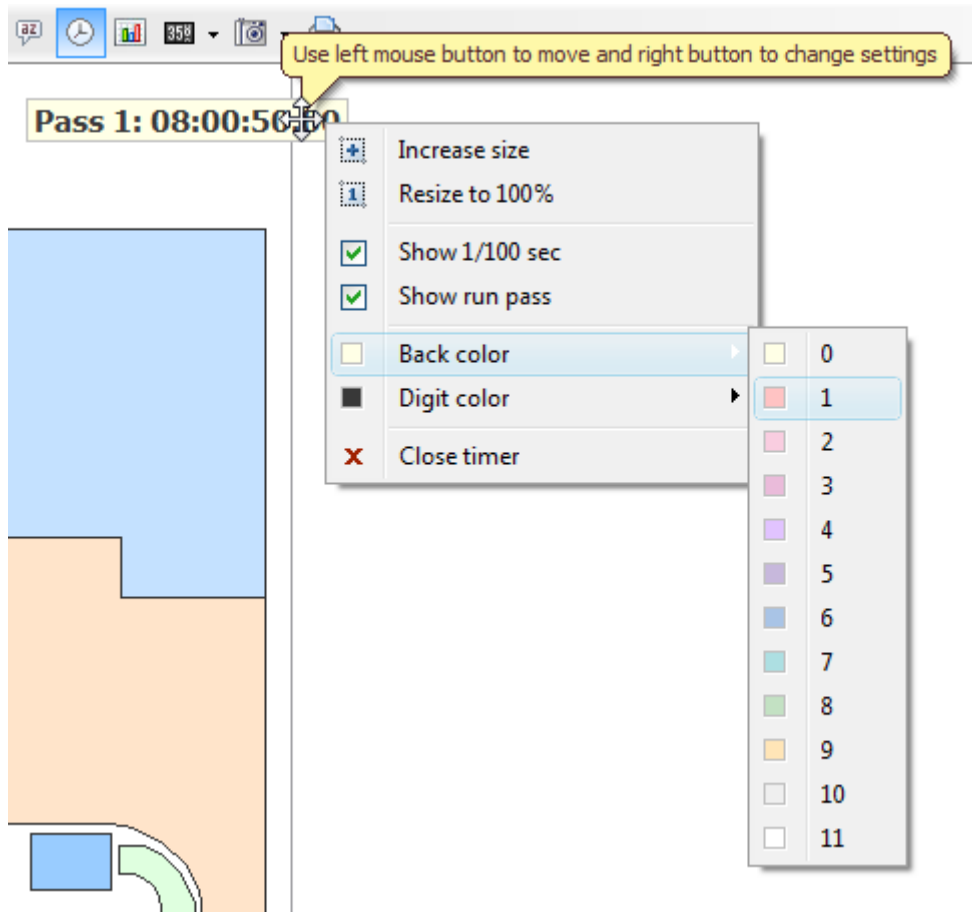 az
Use left mouse button to move and right button to change settings
Pass 1: 08:00:56
Increase size
1
Resize to 100%
Show 1/100 sec
Show run pass
Back color
Digit color
Close timer
0
1
2
3
4
5
6
7
8
9
10
11